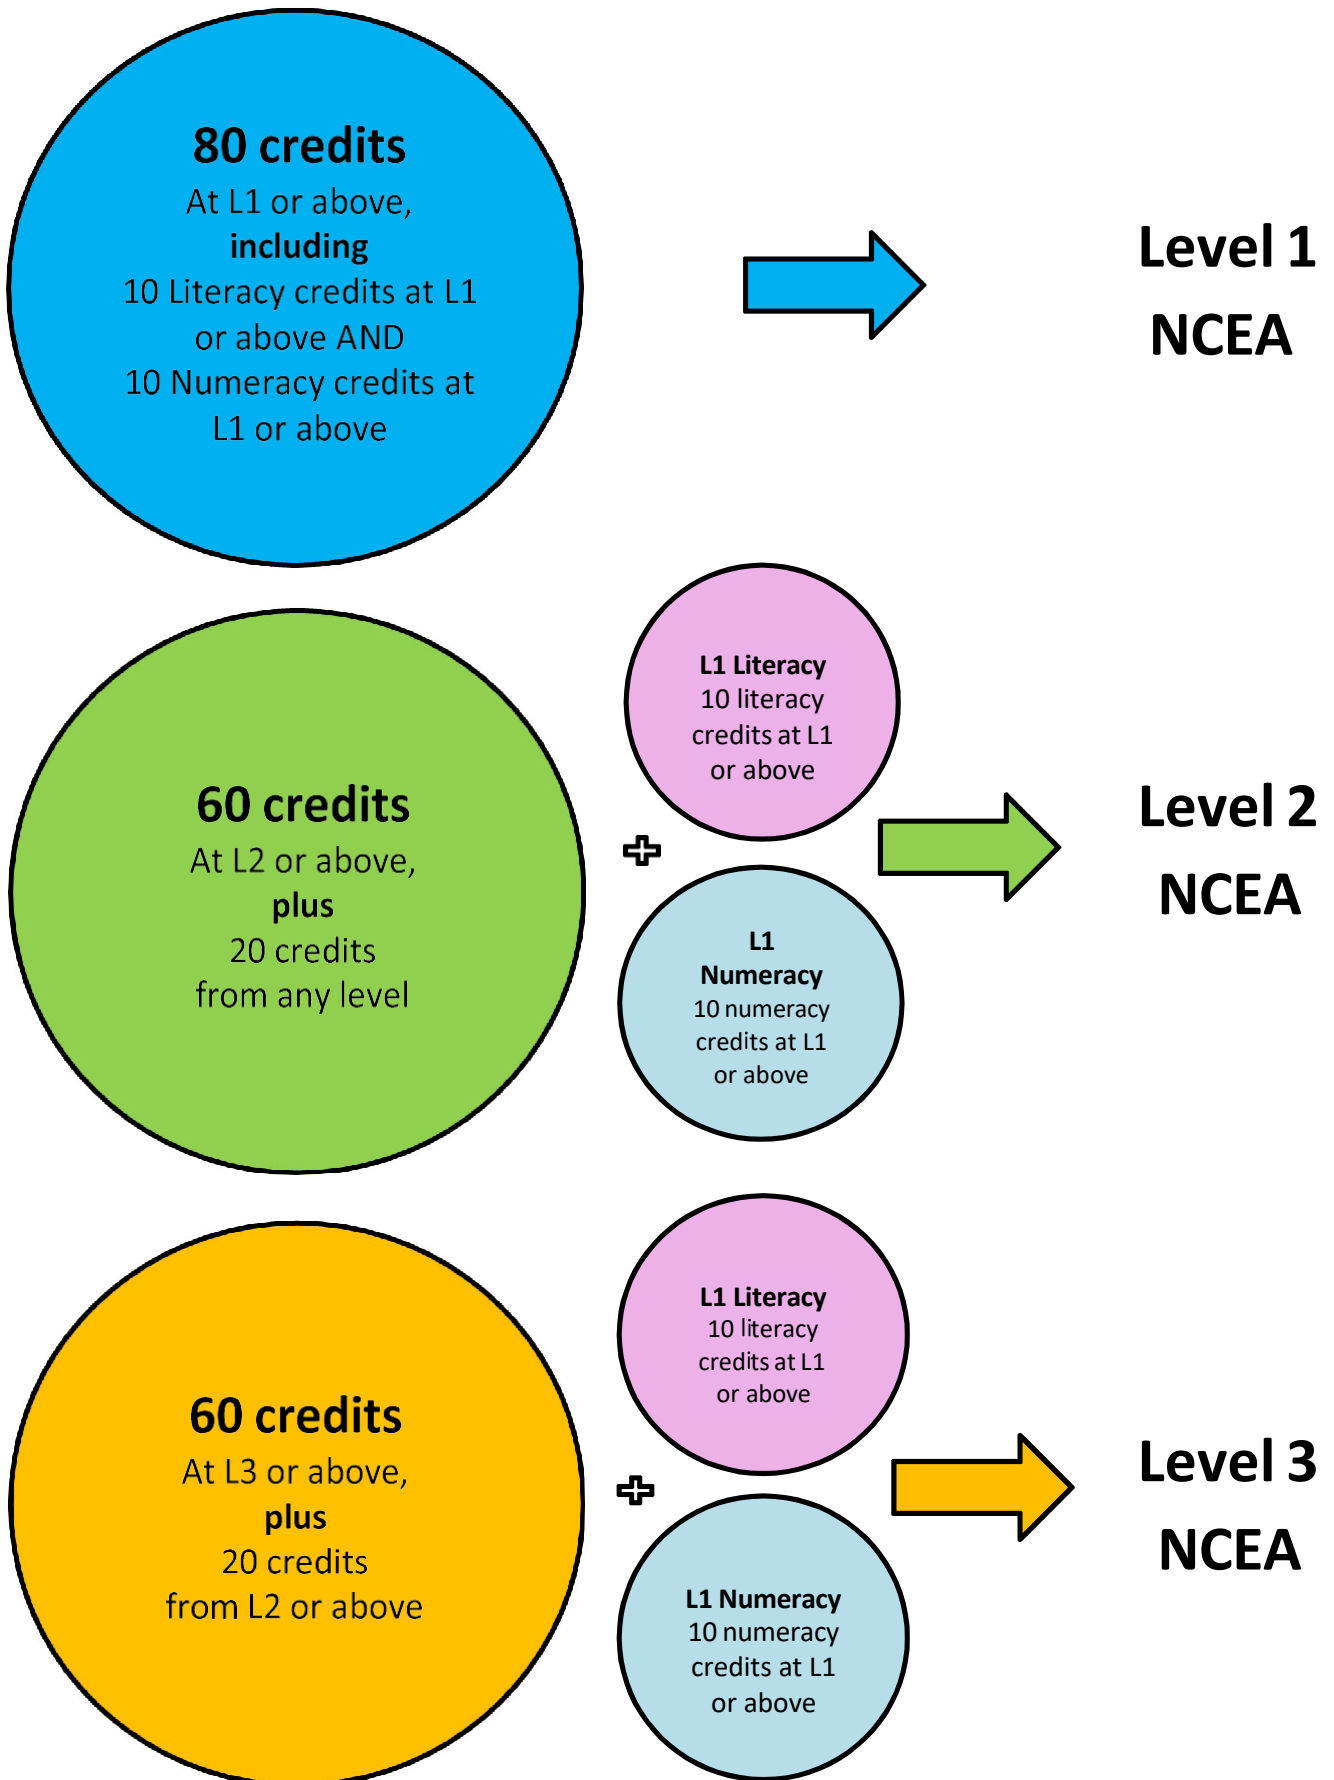 80 credits
At L1 or above,
including
10 Literacy credits at L1
or above AND
10 Numeracy credits at
L1 or above
Level 1
NCEA
60 credits
At L2 or above,
plus
20 credits
from any level
L1 Literacy
10 literacy
credits at L1
or above
L1
Numeracy
10 numeracy
credits at L1
or above
Level 2
NCEA
60 credits
At L3 or above,
plus
20 credits
from L2 or above
L1 Literacy
10 literacy
credits at L1
or above
L1 Numeracy
10 numeracy
credits at L1
or above
Level 3
NCEA